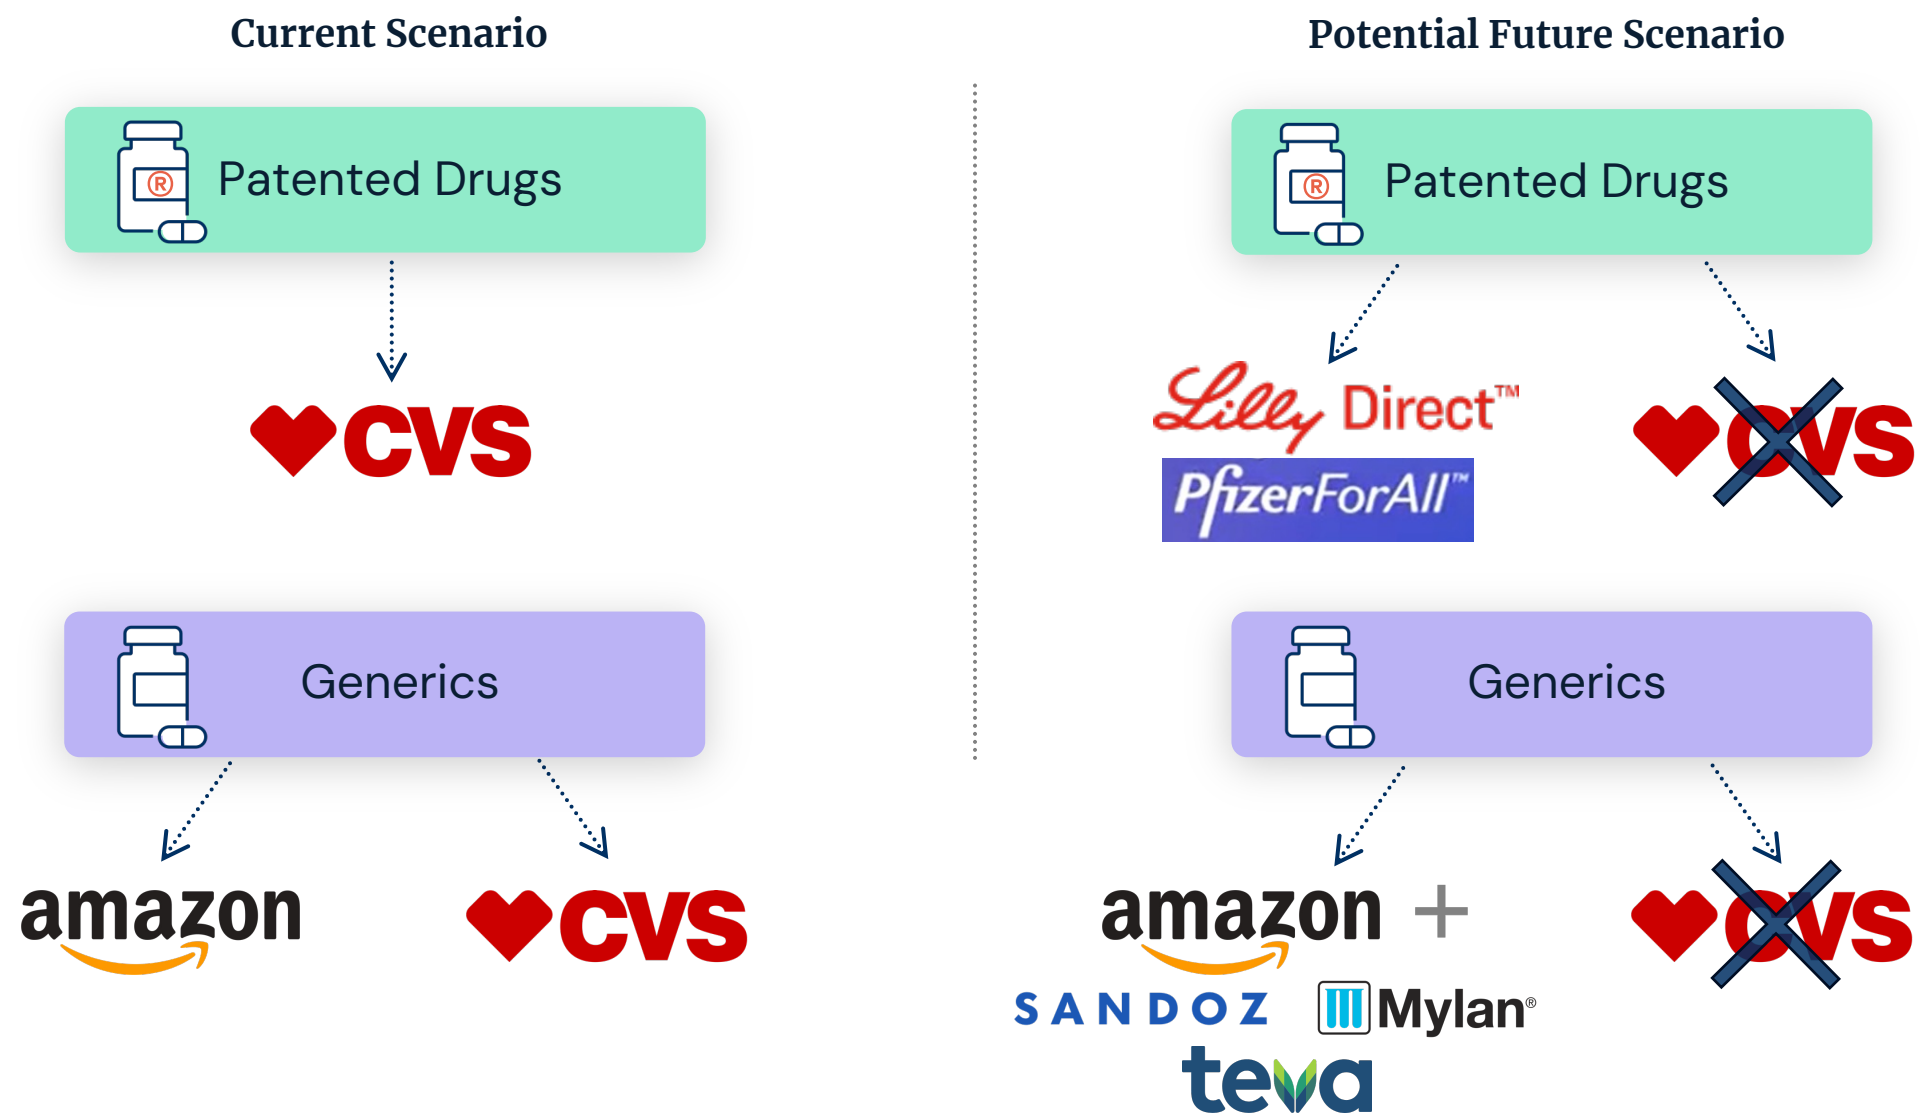 Current Scenario
Patented Drugs
®
CVS
Generics
amazon
CVS
Potential Future Scenario
Patented Drugs
®
Lilly Direct™
PfizerForAll™
CVS
Generics
amazon +
CVS
SANDOZ
Mylan®
teva